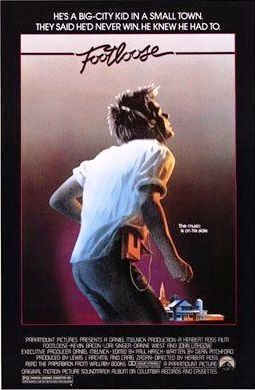 HE'S A BIG-CITY KID IN A SMALL TOWN.
THEY SAID HE'D NEVER WIN. HE KNEW HE HAD TO.
Footloose
The music
is on his side.
PARAMOUNT PICTURES PRESENTS A DANIEL MELNICK PRODUCTION · A HERBERT ROSS FILM
FOOTLOOSE · KEVIN BACON · LORI SINGER · DIANNE WIEST AND JOHN LITHGOW
EXECUTIVE PRODUCER DANIEL MELNICK · EDITED BY PAUL HIRSCH · WRITTEN BY DEAN PITCHFORD
PRODUCED BY LEWIS J. RACHMIL AND CRAIG ZADAN · DIRECTED BY HERBERT ROSS
READ THE PAPERBACK FROM WALLABY BOOKS. A PARAMOUNT PICTURE
ORIGINAL MOTION PICTURE SOUNDTRACK ALBUM ON COLUMBIA RECORDS AND CASSETTES
PG